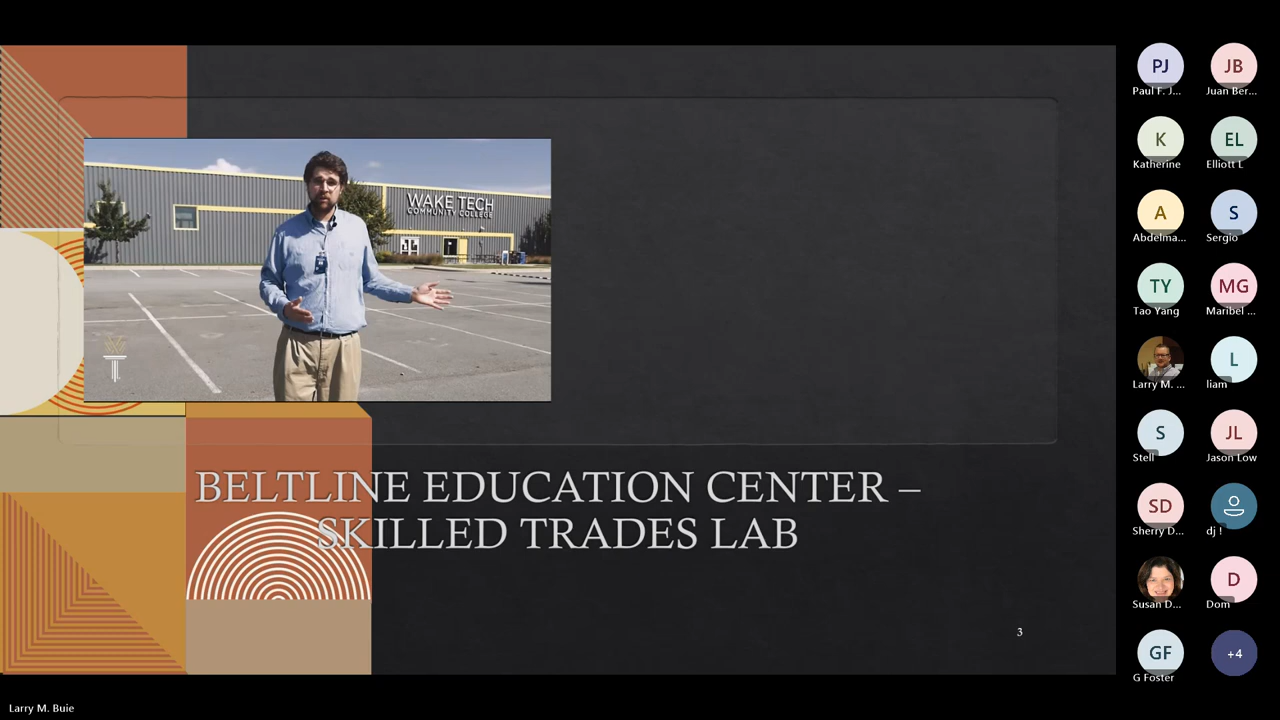 WAKE TECH
COMMUNITY COLLEGE
BELTLINE EDUCATION CENTER –
SKILLED TRADES LAB
3
PJ
Paul F. J...
JB
Juan Ber...
K
Katherine
EL
Elliott L
A
Abdelma...
S
Sergio
TY
Tao Yang
MG
Maribel ...
Larry M. ...
L
liam
S
Stell
JL
Jason Low
SD
Sherry D...
dj !
Susan D...
D
Dom
GF
G Foster
+4
Larry M. Buie